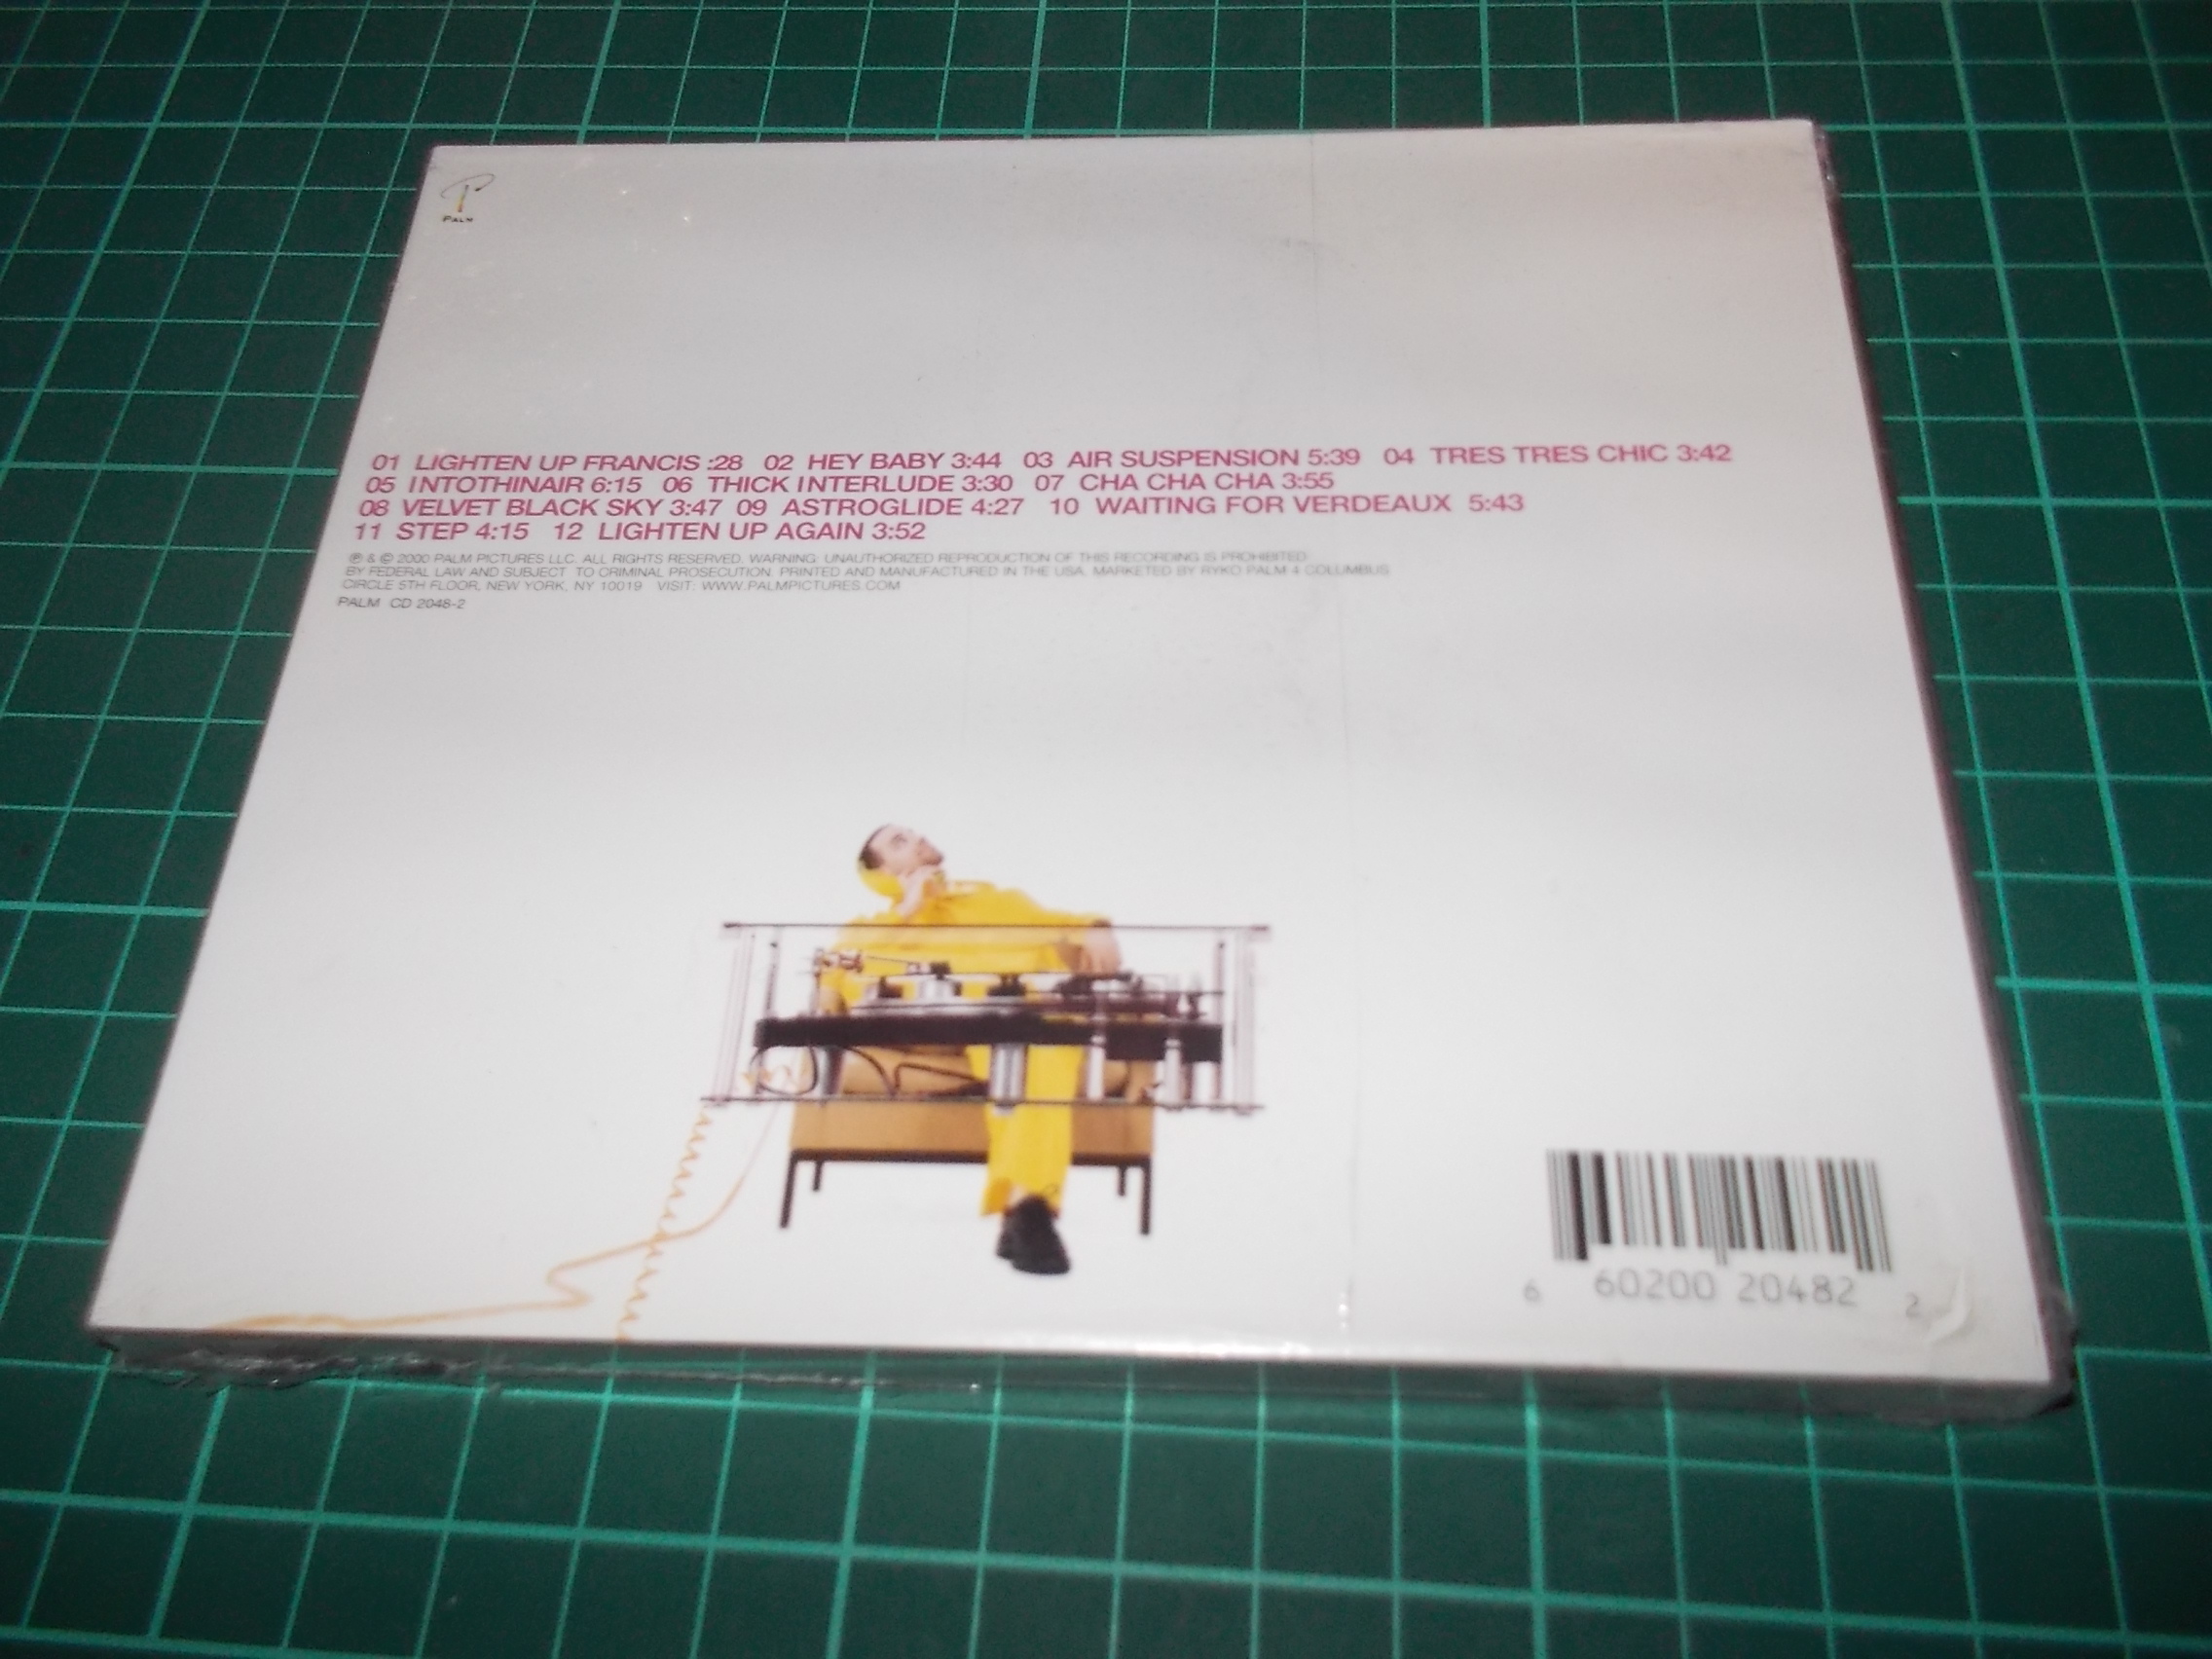 PALM
01 LIGHTEN UP FRANCIS :28 02 HEY BABY 3:44 03 AIR SUSPENSION 5:39 04 TRES TRES CHIC 3:42
05 INTOTHINAIR 6:15 06 THICK INTERLUDE 3:30 07 CHA CHA CHA 3:55
08 VELVET BLACK SKY 3:47 09 ASTROGLIDE 4:27 10 WAITING FOR VERDEAUX 5:43
11 STEP 4:15 12 LIGHTEN UP AGAIN 3:52
℗ & © 2000 PALM PICTURES LLC. ALL RIGHTS RESERVED. WARNING: UNAUTHORIZED REPRODUCTION OF THIS RECORDING IS PROHIBITED
BY FEDERAL LAW AND SUBJECT TO CRIMINAL PROSECUTION. PRINTED AND MANUFACTURED IN THE USA. MARKETED BY RYKO PALM 4 COLUMBUS
CIRCLE 5TH FLOOR, NEW YORK, NY 10019 VISIT: WWW.PALMPICTURES.COM
PALM CD 2048-2
6 60200 20482 2